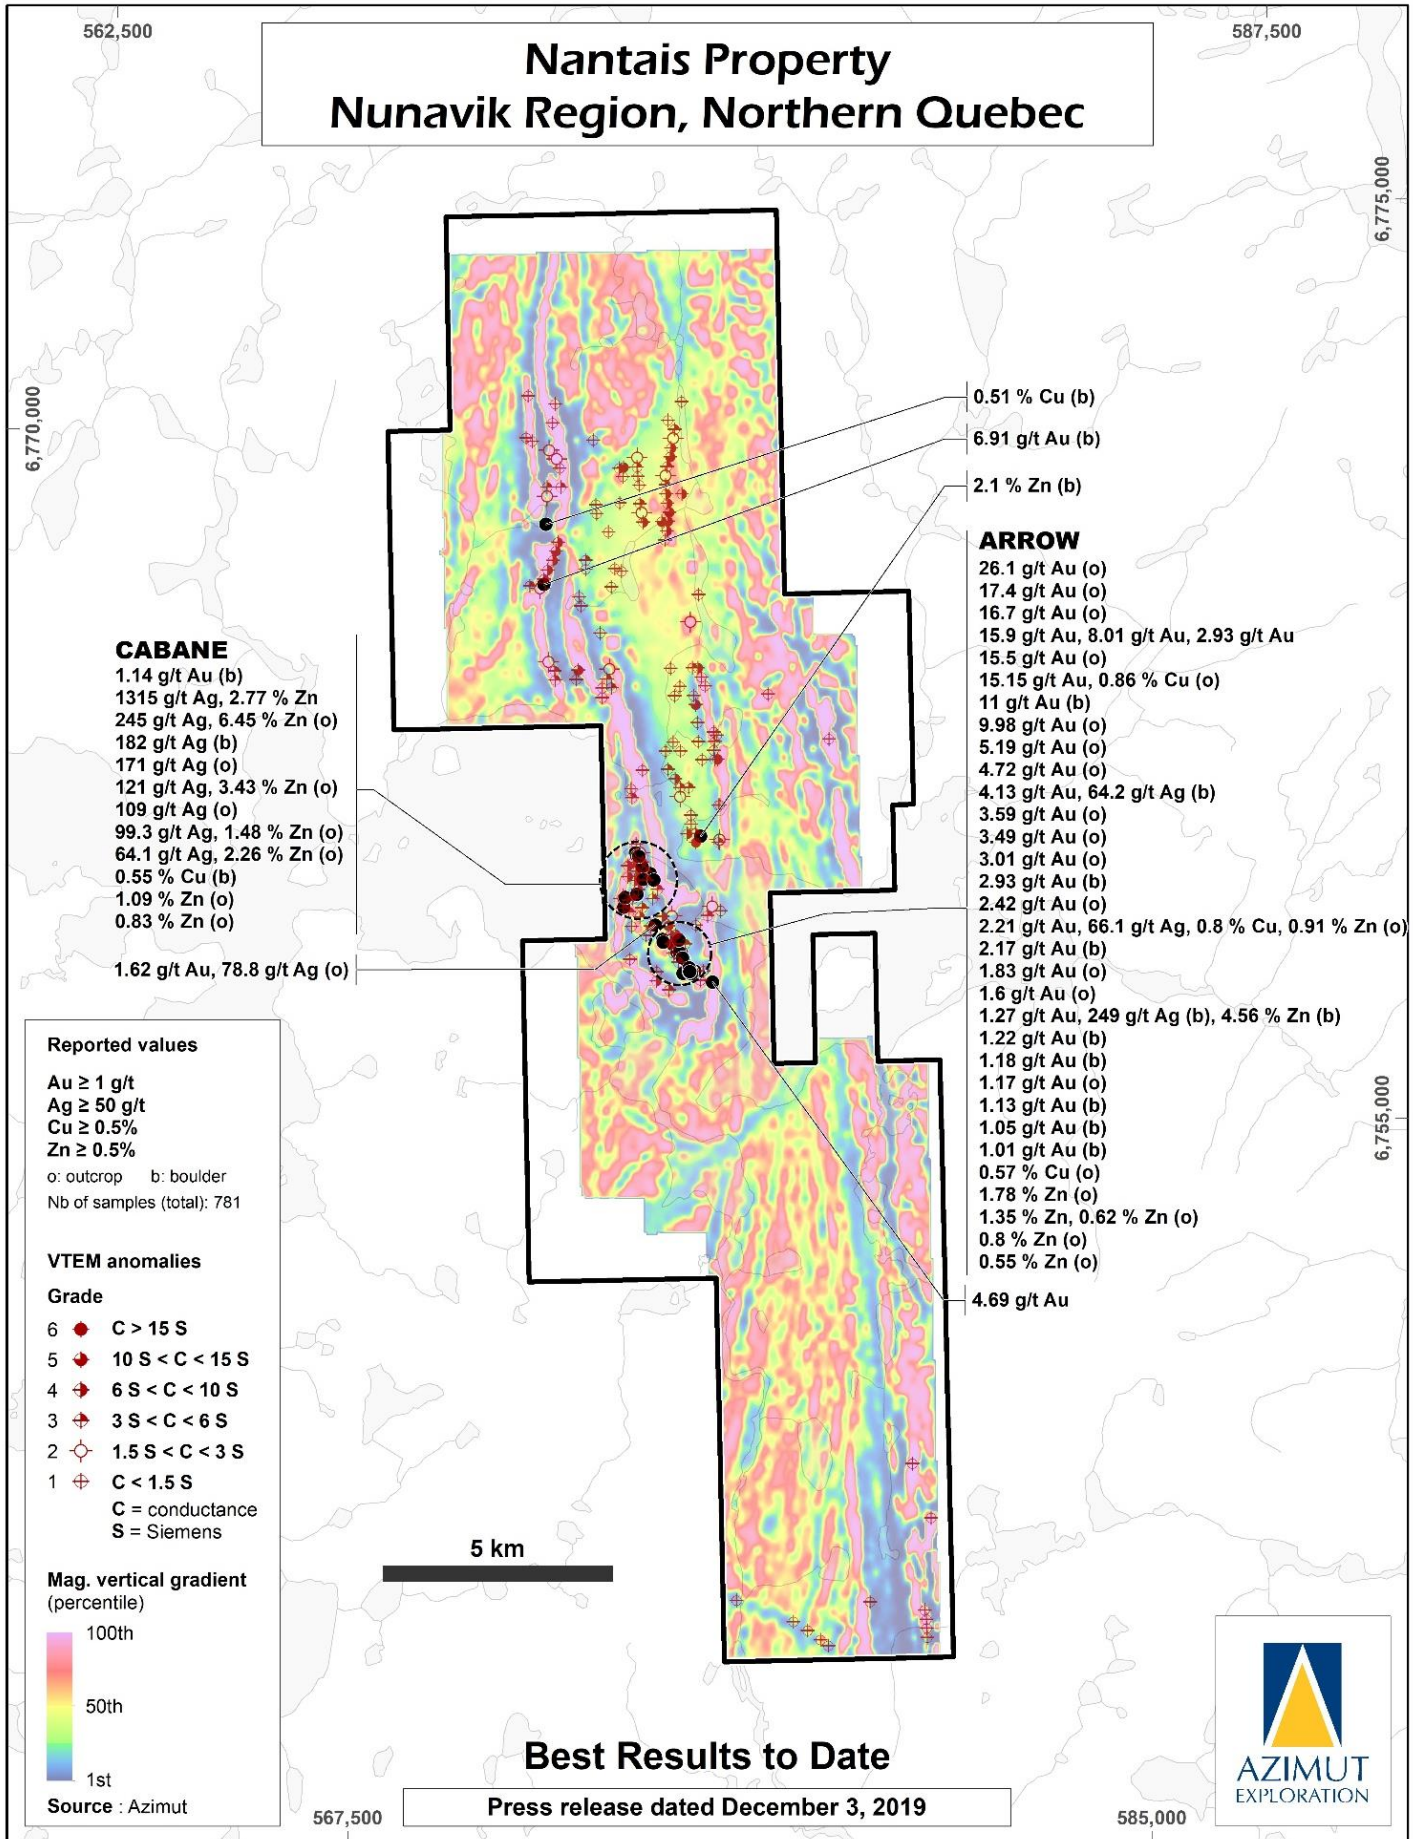 562,500
587,500
Nantais Property
Nunavik Region, Northern Quebec
6,775,000
6,770,000
0.51 % Cu (b)
6.91 g/t Au (b)
2.1 % Zn (b)
ARROW
26.1 g/t Au (o)
17.4 g/t Au (o)
16.7 g/t Au (o)
15.9 g/t Au, 8.01 g/t Au, 2.93 g/t Au
15.5 g/t Au (o)
15.15 g/t Au, 0.86 % Cu (o)
11 g/t Au (b)
9.98 g/t Au (o)
5.19 g/t Au (o)
4.72 g/t Au (o)
4.13 g/t Au, 64.2 g/t Ag (b)
3.59 g/t Au (o)
3.49 g/t Au (o)
3.01 g/t Au (o)
2.93 g/t Au (b)
2.42 g/t Au (o)
2.21 g/t Au, 66.1 g/t Ag, 0.8 % Cu, 0.91 % Zn (o)
2.17 g/t Au (b)
1.83 g/t Au (o)
1.6 g/t Au (o)
1.27 g/t Au, 249 g/t Ag (b), 4.56 % Zn (b)
1.22 g/t Au (b)
1.18 g/t Au (b)
1.17 g/t Au (o)
1.13 g/t Au (b)
1.05 g/t Au (b)
1.01 g/t Au (b)
0.57 % Cu (o)
1.78 % Zn (o)
1.35 % Zn, 0.62 % Zn (o)
0.8 % Zn (o)
0.55 % Zn (o)
4.69 g/t Au
CABANE
1.14 g/t Au (b)
1315 g/t Ag, 2.77 % Zn
245 g/t Ag, 6.45 % Zn (o)
182 g/t Ag (b)
171 g/t Ag (o)
121 g/t Ag, 3.43 % Zn (o)
109 g/t Ag (o)
99.3 g/t Ag, 1.48 % Zn (o)
64.1 g/t Ag, 2.26 % Zn (o)
0.55 % Cu (b)
1.09 % Zn (o)
0.83 % Zn (o)
1.62 g/t Au, 78.8 g/t Ag (o)
6,755,000
Reported values
Au ≥ 1 g/t
Ag ≥ 50 g/t
Cu ≥ 0.5%
Zn ≥ 0.5%
o: outcrop b: boulder
Nb of samples (total): 781
VTEM anomalies
Grade
6 C > 15 S
5 10 S < C < 15 S
4 6 S < C < 10 S
3 3 S < C < 6 S
2 1.5 S < C < 3 S
1 C < 1.5 S
C = conductance
S = Siemens
Mag. vertical gradient
(percentile)
100th
50th
1st
Source : Azimut
5 km
Best Results to Date
Press release dated December 3, 2019
AZIMUT
EXPLORATION
567,500
585,000